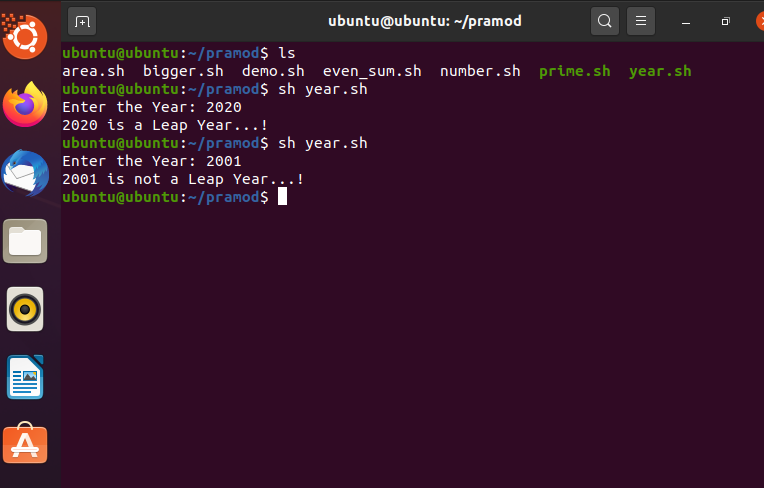 ubuntu@ubuntu: ~/pramod
ubuntu@ubuntu:~/pramod$ ls
area.sh  bigger.sh  demo.sh  even_sum.sh  number.sh  prime.sh  year.sh
ubuntu@ubuntu:~/pramod$ sh year.sh
Enter the Year: 2020
2020 is a Leap Year...!
ubuntu@ubuntu:~/pramod$ sh year.sh
Enter the Year: 2001
2001 is not a Leap Year...!
ubuntu@ubuntu:~/pramod$